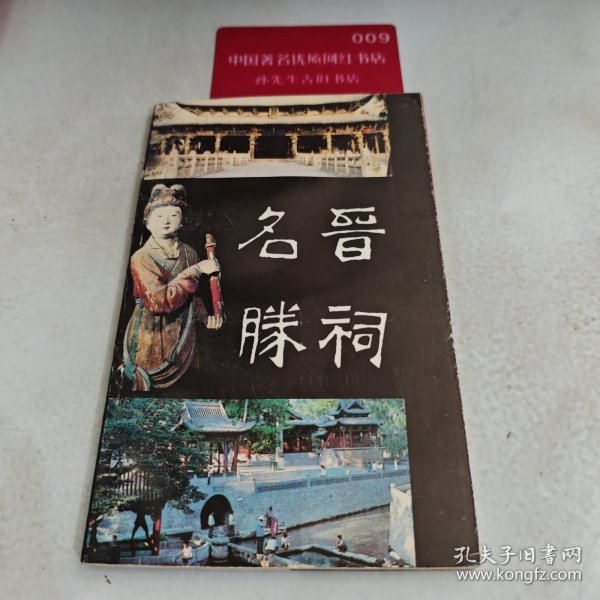 009
中国著名优质网红书店
孙先生古旧书店
晋祠
名胜
孔夫子旧书网
www.kongfz.com